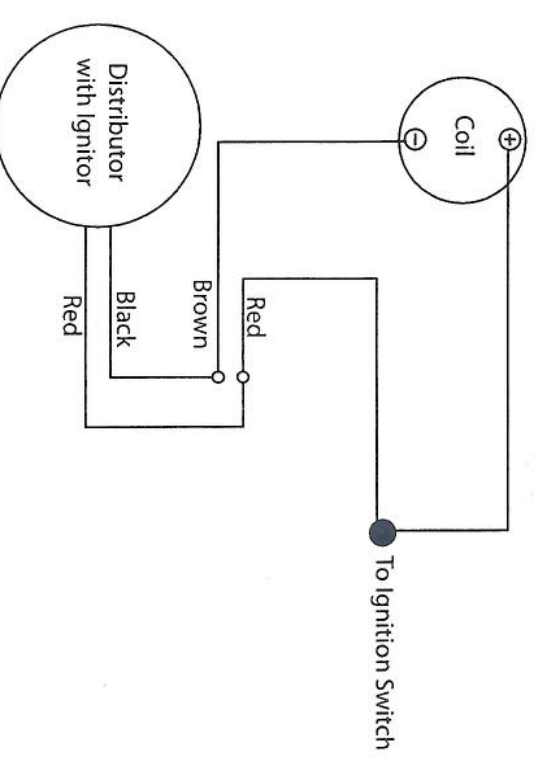 Coil
+
−
Distributor
with Ignitor
Brown
Red
Black
Red
To Ignition Switch